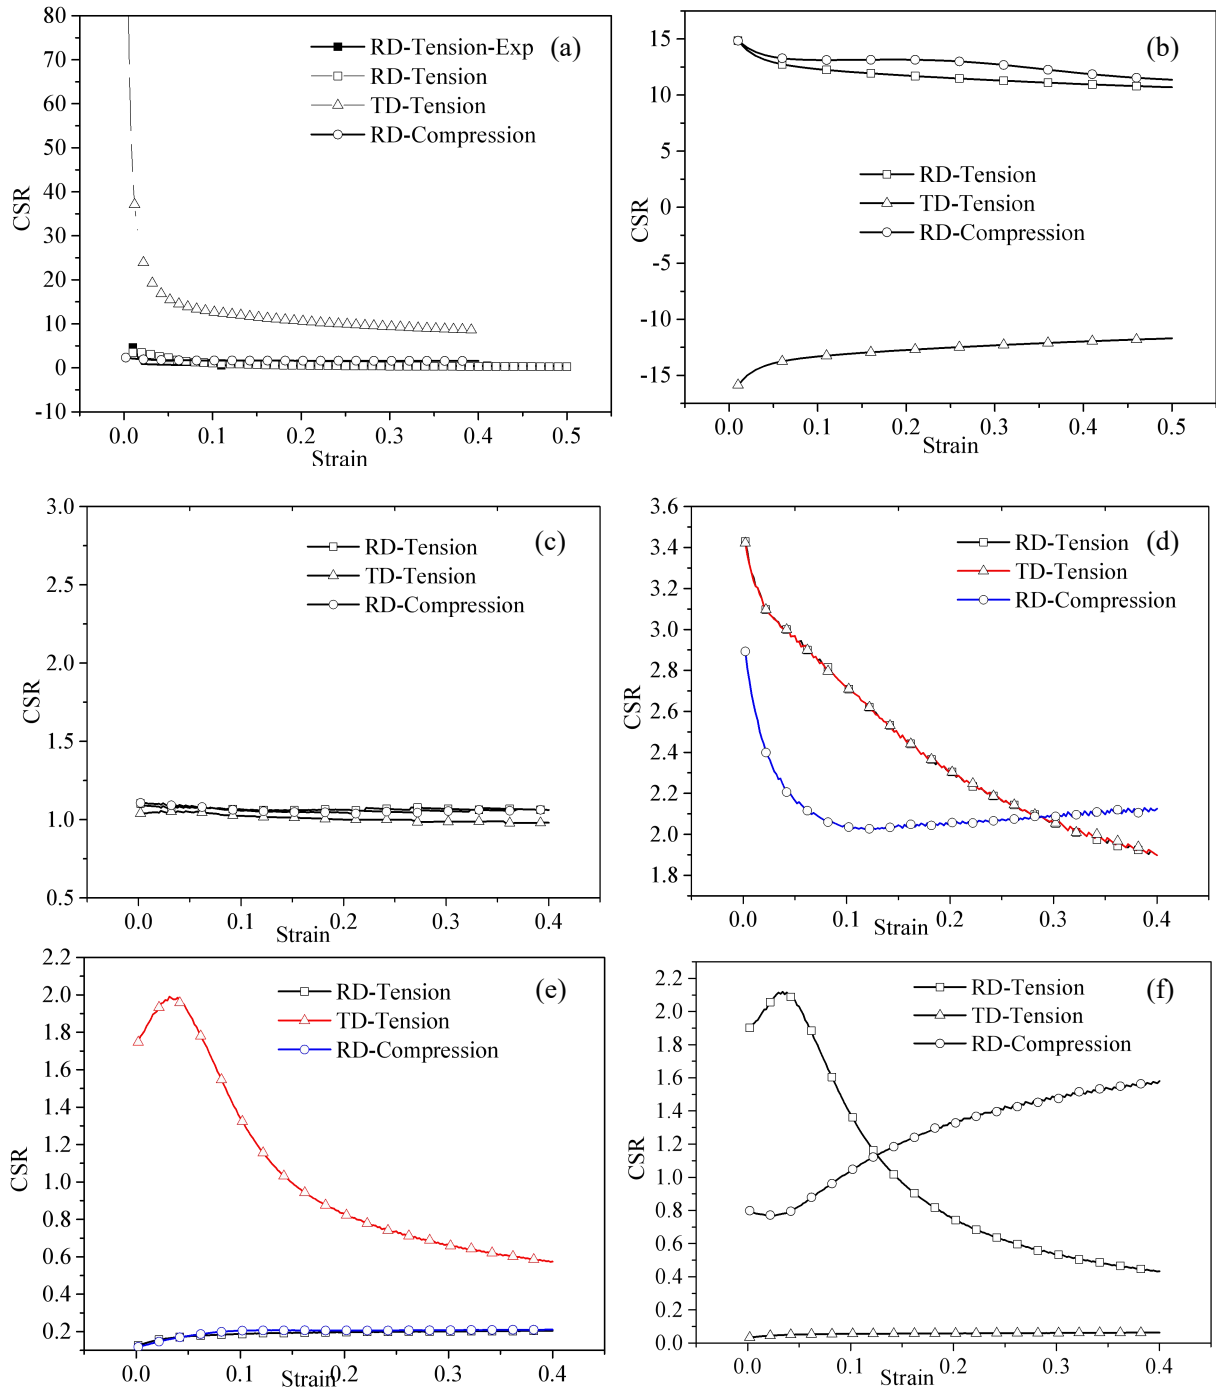 (a)
RD-Tension-Exp
RD-Tension
TD-Tension
RD-Compression
80
70
60
50
40
30
20
10
0
-10
CSR
0.0 0.1 0.2 0.3 0.4 0.5
Strain
(b)
15
10
5
0
-5
-10
-15
CSR
RD-Tension
TD-Tension
RD-Compression
0.0 0.1 0.2 0.3 0.4 0.5
Strain
(c)
RD-Tension
TD-Tension
RD-Compression
3.0
2.5
2.0
1.5
1.0
0.5
CSR
0.0 0.1 0.2 0.3 0.4
Strain
(d)
RD-Tension
TD-Tension
RD-Compression
3.6
3.4
3.2
3.0
2.8
2.6
2.4
2.2
2.0
1.8
CSR
0.0 0.1 0.2 0.3 0.4
Strain
(e)
RD-Tension
TD-Tension
RD-Compression
2.2
2.0
1.8
1.6
1.4
1.2
1.0
0.8
0.6
0.4
0.2
CSR
0.0 0.1 0.2 0.3 0.4
Strain
(f)
RD-Tension
TD-Tension
RD-Compression
2.2
2.0
1.8
1.6
1.4
1.2
1.0
0.8
0.6
0.4
0.2
0.0
CSR
0.0 0.1 0.2 0.3 0.4
Strain